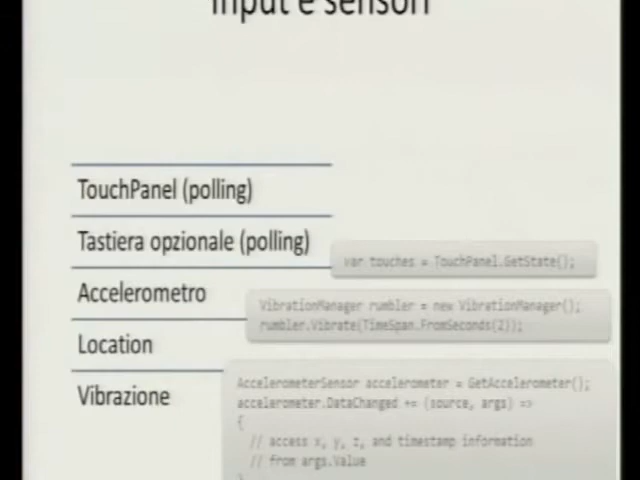 Input e sensori
TouchPanel (polling)
Tastiera opzionale (polling)
Accelerometro
Location
Vibrazione
var touches = TouchPanel.GetState();
VibrationManager rumbler = new VibrationManager();
rumbler.Vibrate(TimeSpan.FromSeconds(2));
AccelerometerSensor accelerometer = GetAccelerometer();
accelerometer.DataChanged += (source, args) =>
{
// access x, y, z, and timestamp information
// from args.Value
}